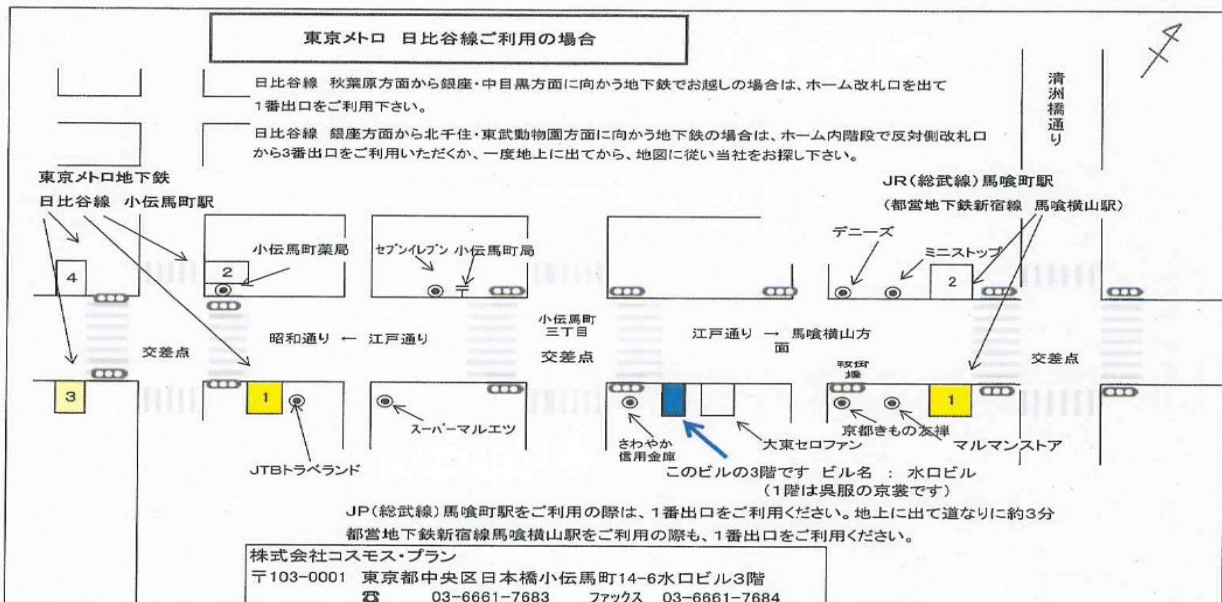 東京メトロ 日比谷線ご利用の場合
日比谷線 秋葉原方面から銀座・中目黒方面に向かう地下鉄でお越しの場合は、ホーム改札口を出て
1番出口をご利用下さい。
日比谷線 銀座方面から北千住・東武動物園方面に向かう地下鉄の場合は、ホーム内階段で反対側改札口
から3番出口をご利用いただくか、一度地上に出てから、地図に従い当社をお探し下さい。
清洲橋通り
東京メトロ地下鉄
日比谷線 小伝馬町駅
JR(総武線)馬喰町駅
(都営地下鉄新宿線 馬喰横山駅)
4
2
小伝馬町薬局
セブンイレブン
小伝馬町局
〒
デニーズ
ミニストップ
2
交差点
昭和通り ← 江戸通り
小伝馬町
三丁目
交差点
江戸通り → 馬喰横山方
面
交差点
鞍掛
橋
3
1
JTBトラベランド
スーパーマルエツ
さわやか
信用金庫
大東セロファン
京都きもの友禅
マルマンストア
1
このビルの3階です ビル名 : 水口ビル
(1階は呉服の京裳です)
JP(総武線)馬喰町駅をご利用の際は、1番出口をご利用ください。地上に出て道なりに約3分
都営地下鉄新宿線馬喰横山駅をご利用の際も、1番出口をご利用ください。
株式会社コスモス・プラン
〒103-0001 東京都中央区日本橋小伝馬町14-6水口ビル3階
☎ 03-6661-7683 ファックス 03-6661-7684